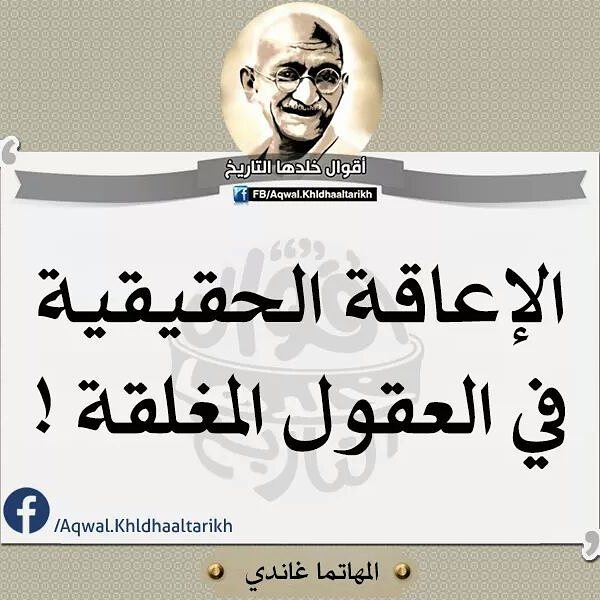 أقوال خلدها التاريخ
FB/Aqwal.Khldhaaltarikh
الإعاقة الحقيقية
في العقول المغلقة !
/Aqwal.Khldhaaltarikh
المهاتما غاندي